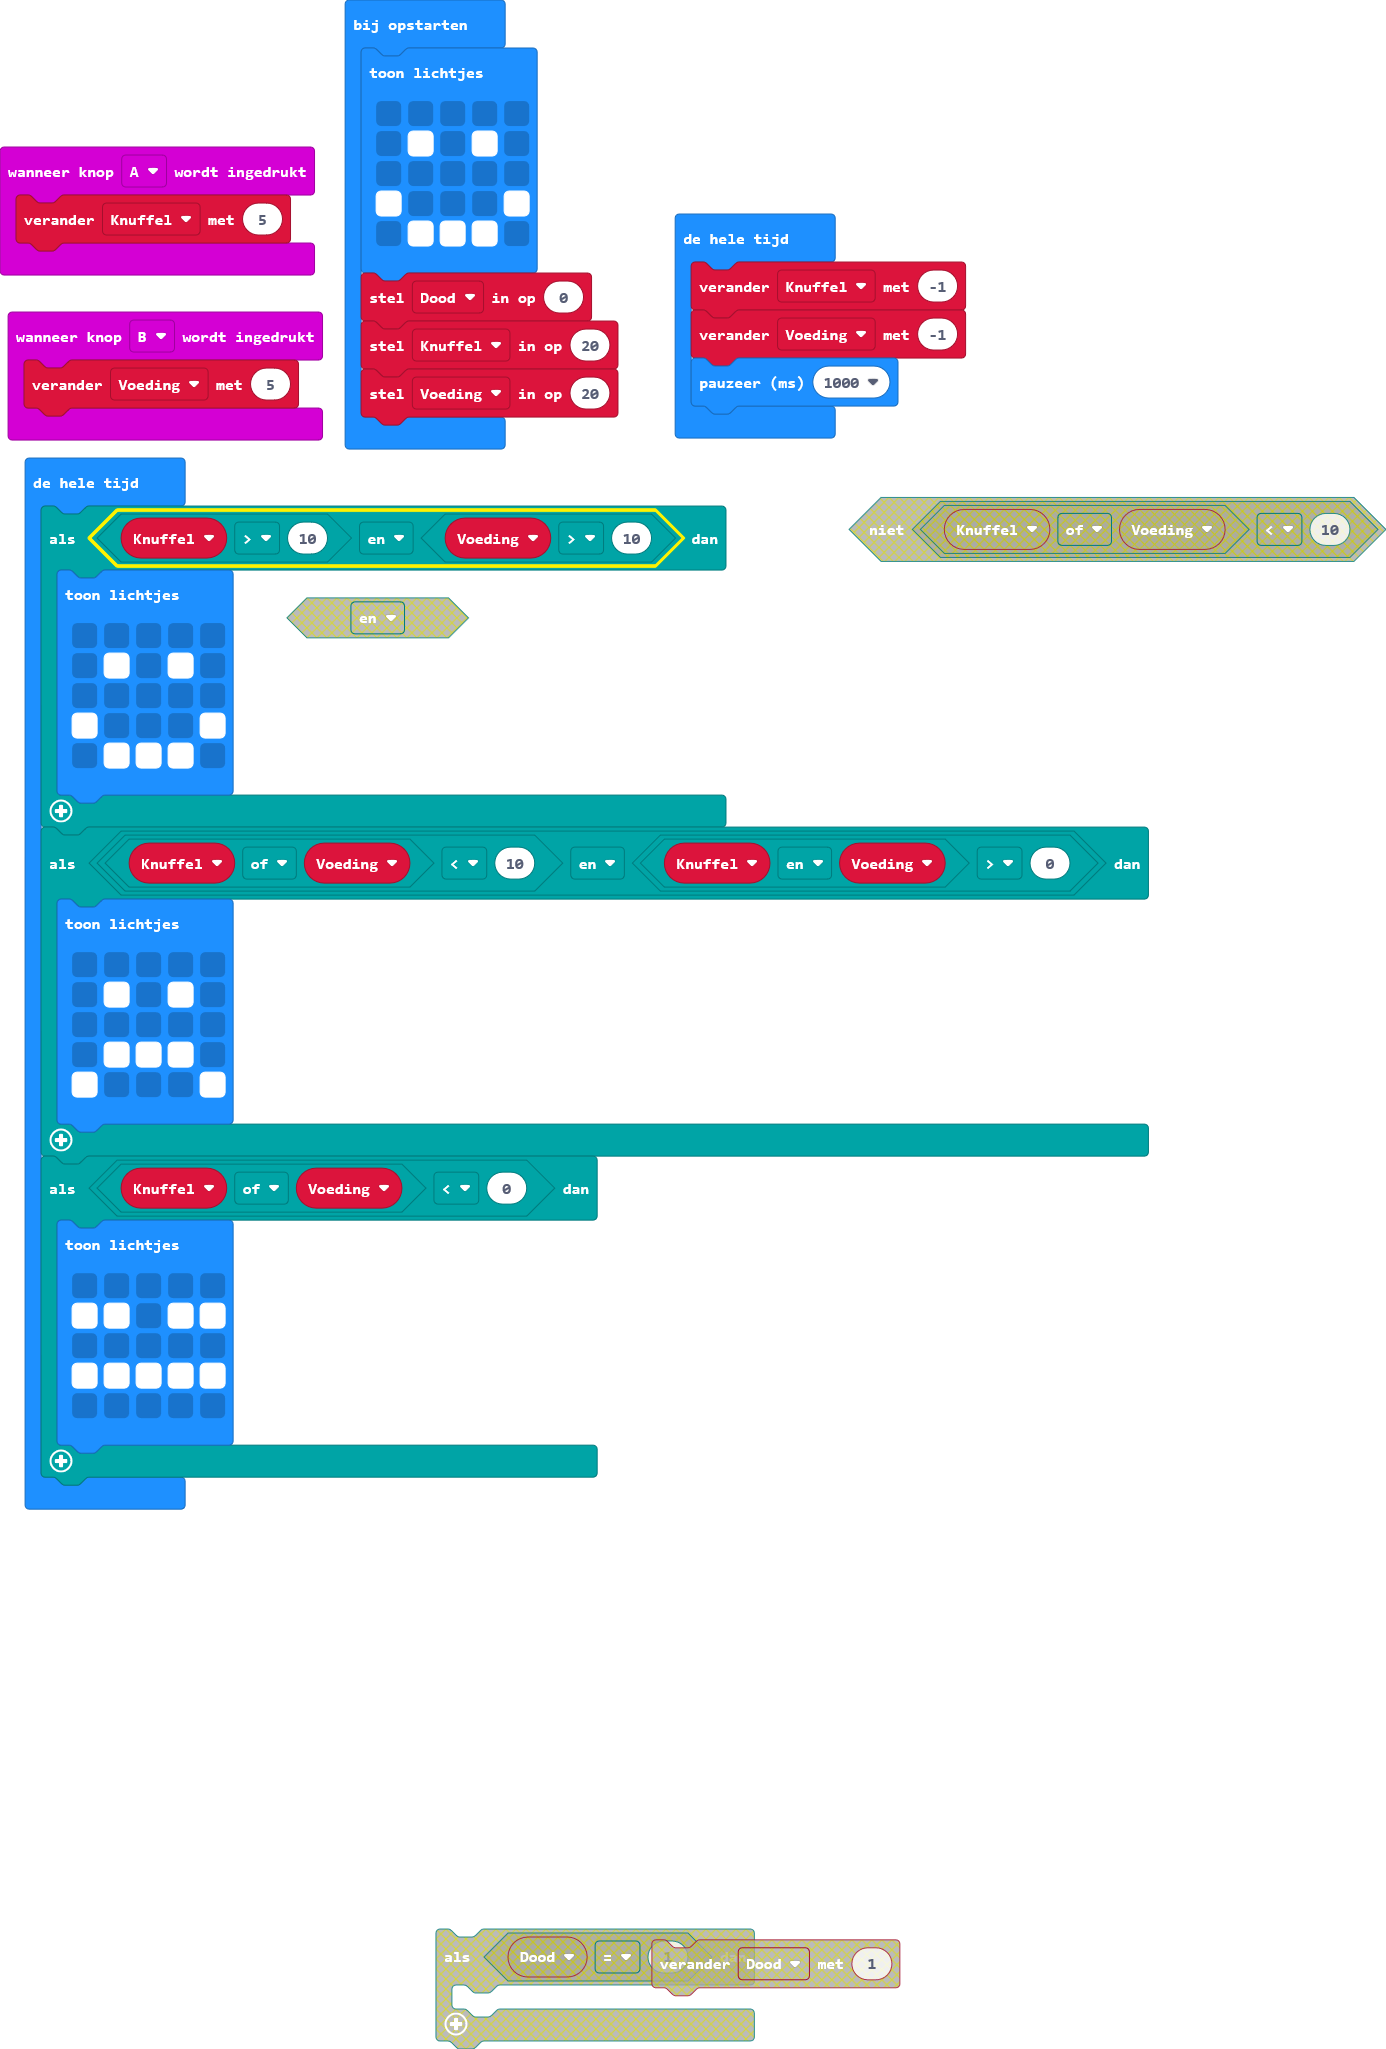 bij opstarten
toon lichtjes
stel Dood in op 0
stel Knuffel in op 20
stel Voeding in op 20
wanneer knop A wordt ingedrukt
verander Knuffel met 5
wanneer knop B wordt ingedrukt
verander Voeding met 5
de hele tijd
verander Knuffel met -1
verander Voeding met -1
pauzeer (ms) 1000
de hele tijd
als Knuffel > 10 en Voeding > 10 dan
toon lichtjes
niet Knuffel of Voeding < 10
en
als Knuffel of Voeding < 10 en Knuffel en Voeding > 0 dan
toon lichtjes
als Knuffel of Voeding < 0 dan
toon lichtjes
als Dood =
verander Dood met 1